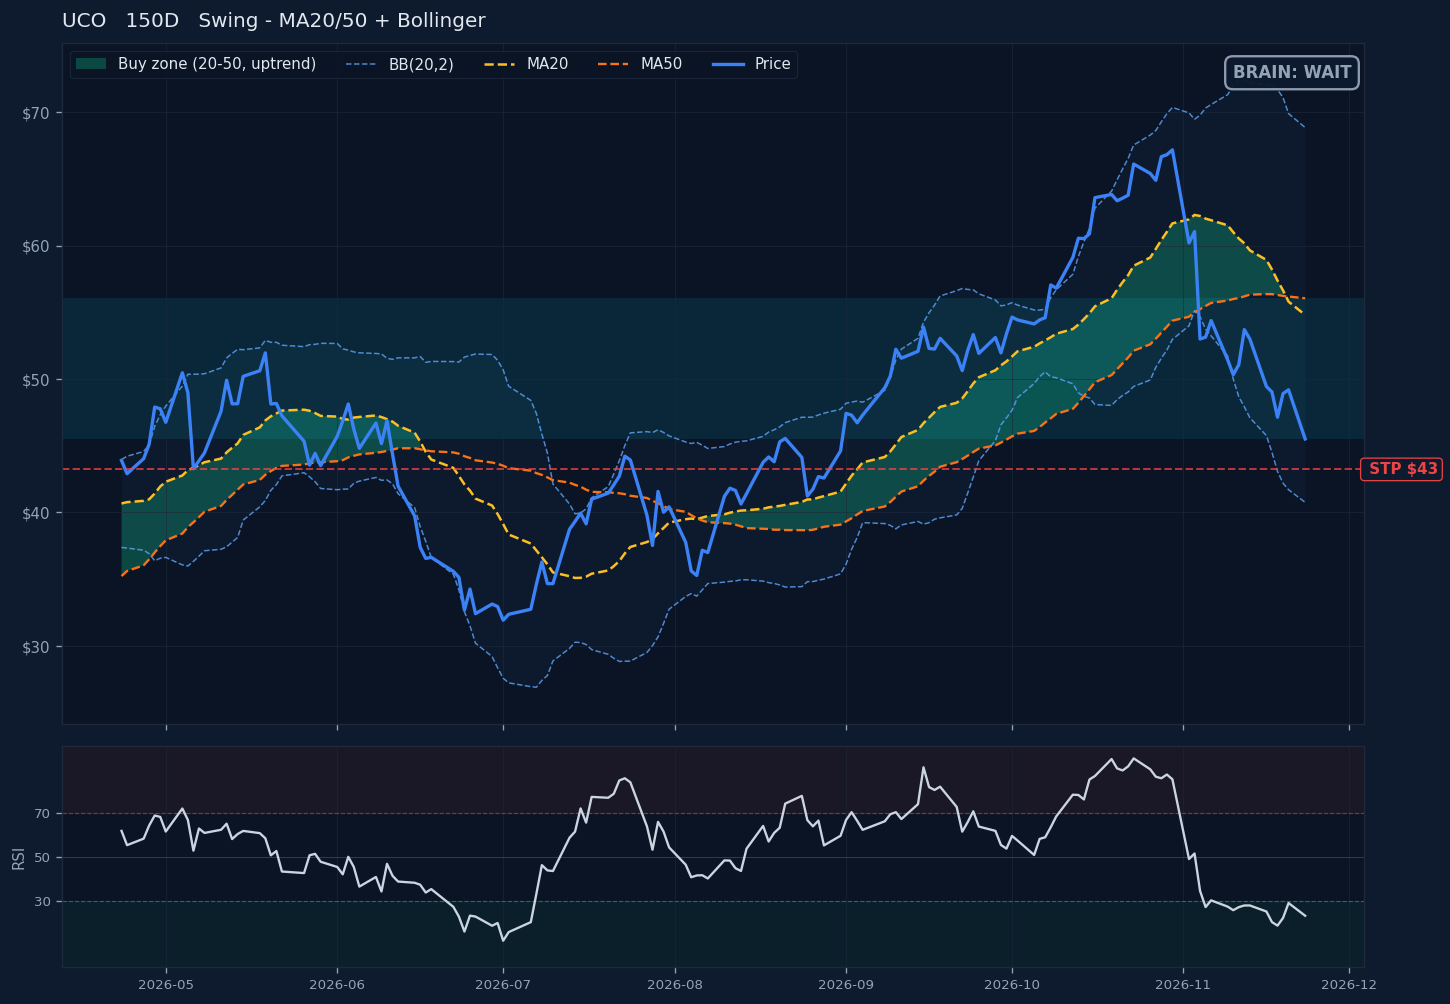 UCO 150D Swing - MA20/50 + Bollinger
Buy zone (20-50, uptrend) BB(20,2) MA20 MA50 Price
BRAIN: WAIT
$70
$60
$50
STP $43
$40
$30
70
50
30
RSI
2026-05 2026-06 2026-07 2026-08 2026-09 2026-10 2026-11 2026-12